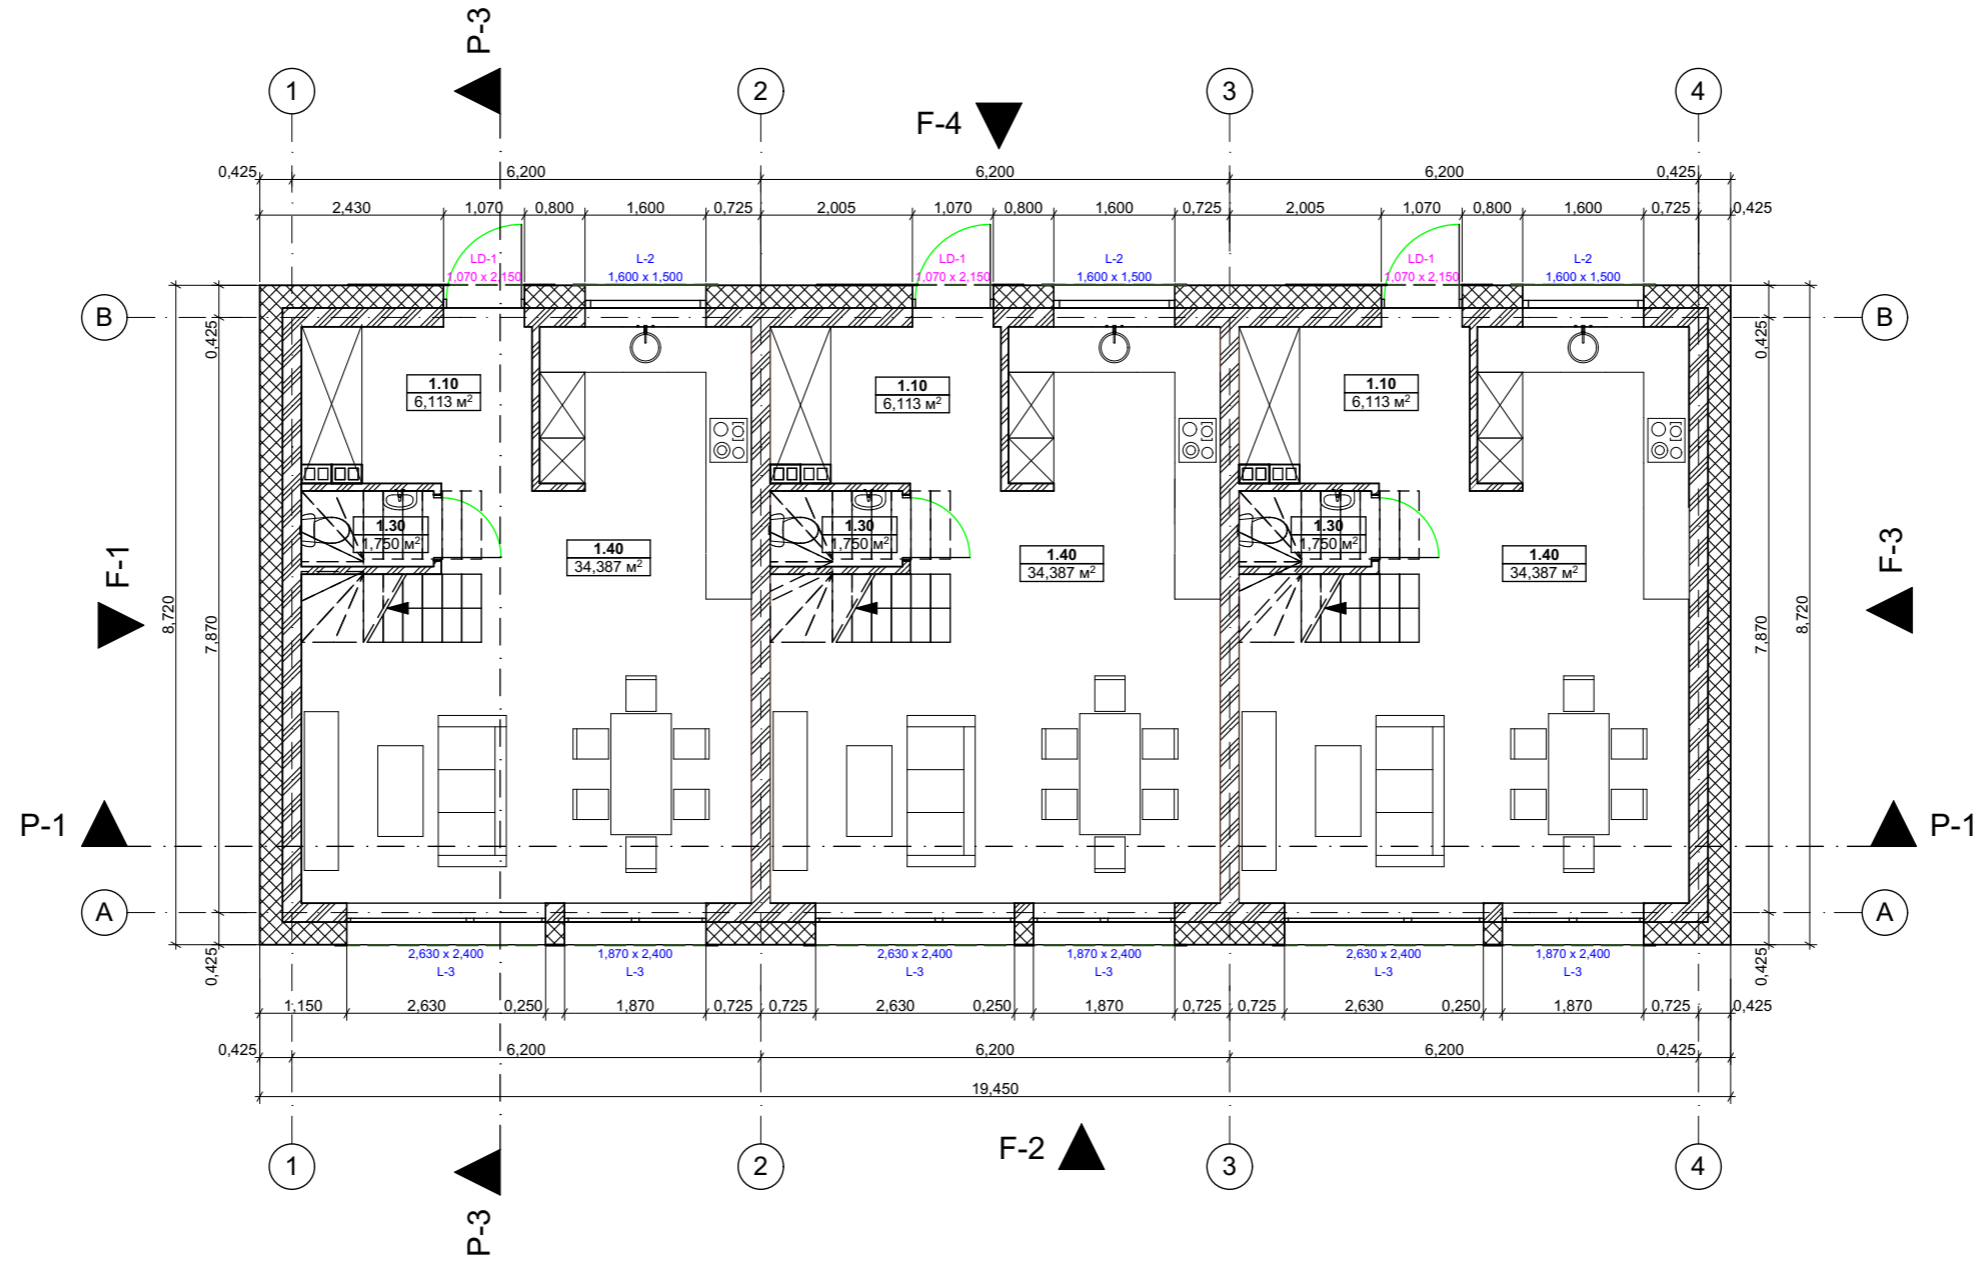 P-3
1 2 3 4
F-4
0,425 6,200 6,200 6,200 0,425
2,430 1,070 0,800 1,600 0,725 2,005 1,070 0,800 1,600 0,725 2,005 1,070 0,800 1,600 0,725 0,425
LD-1 L-2 LD-1 L-2 LD-1 L-2
1,070 x 2,150 1,600 x 1,500 1,070 x 2,150 1,600 x 1,500 1,070 x 2,150 1,600 x 1,500
B B
0,425 0,425
1.10 1.10 1.10
6,113 м² 6,113 м² 6,113 м²
1.30 1.30 1.30
1,750 м² 1,750 м² 1,750 м²
1.40 1.40 1.40
34,387 м² 34,387 м² 34,387 м²
F-1 F-3
8,720 7,870 7,870 8,720
P-1 P-1
A A
2,630 x 2,400 1,870 x 2,400 2,630 x 2,400 1,870 x 2,400 2,630 x 2,400 1,870 x 2,400
L-3 L-3 L-3 L-3 L-3 L-3
0,425 0,425
1,150 2,630 0,250 1,870 0,725 0,725 2,630 0,250 1,870 0,725 0,725 2,630 0,250 1,870 0,725 0,425
0,425 6,200 6,200 6,200 0,425
19,450
F-2
1 2 3 4
P-3